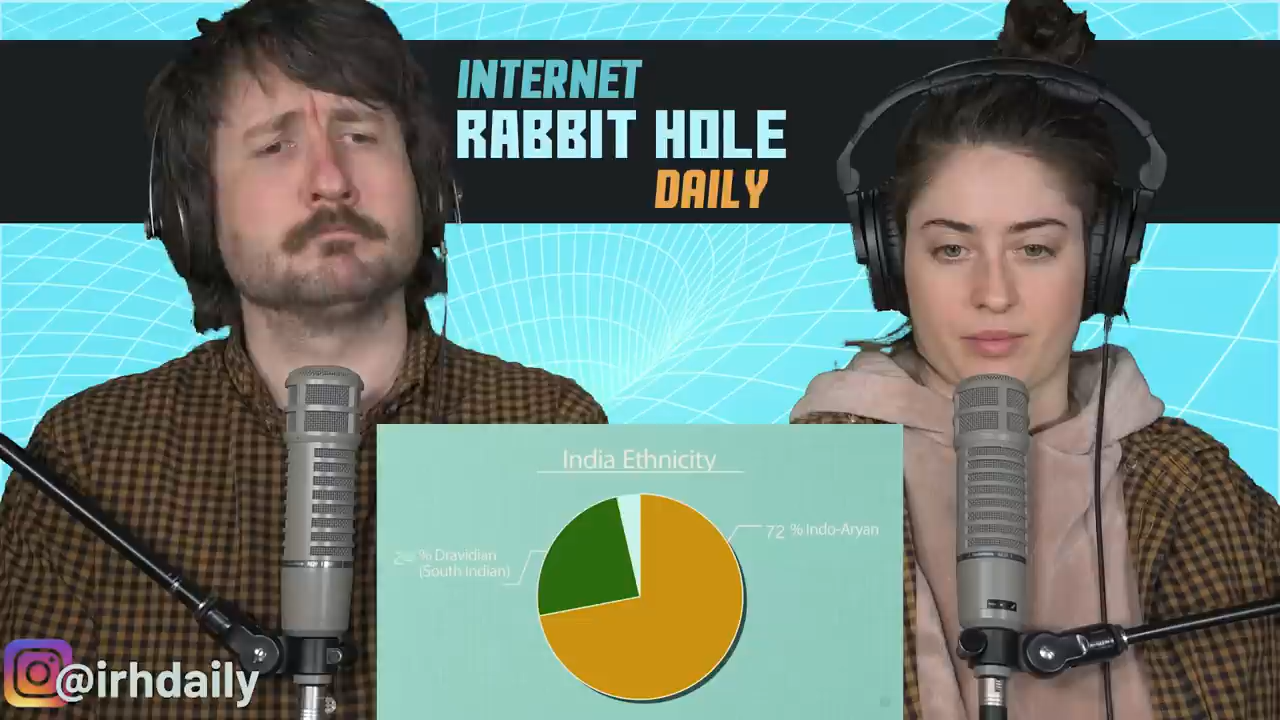 INTERNET
RABBIT HOLE
DAILY
India Ethnicity
72 % Indo-Aryan
% Dravidian
(South Indian)
@irhdaily